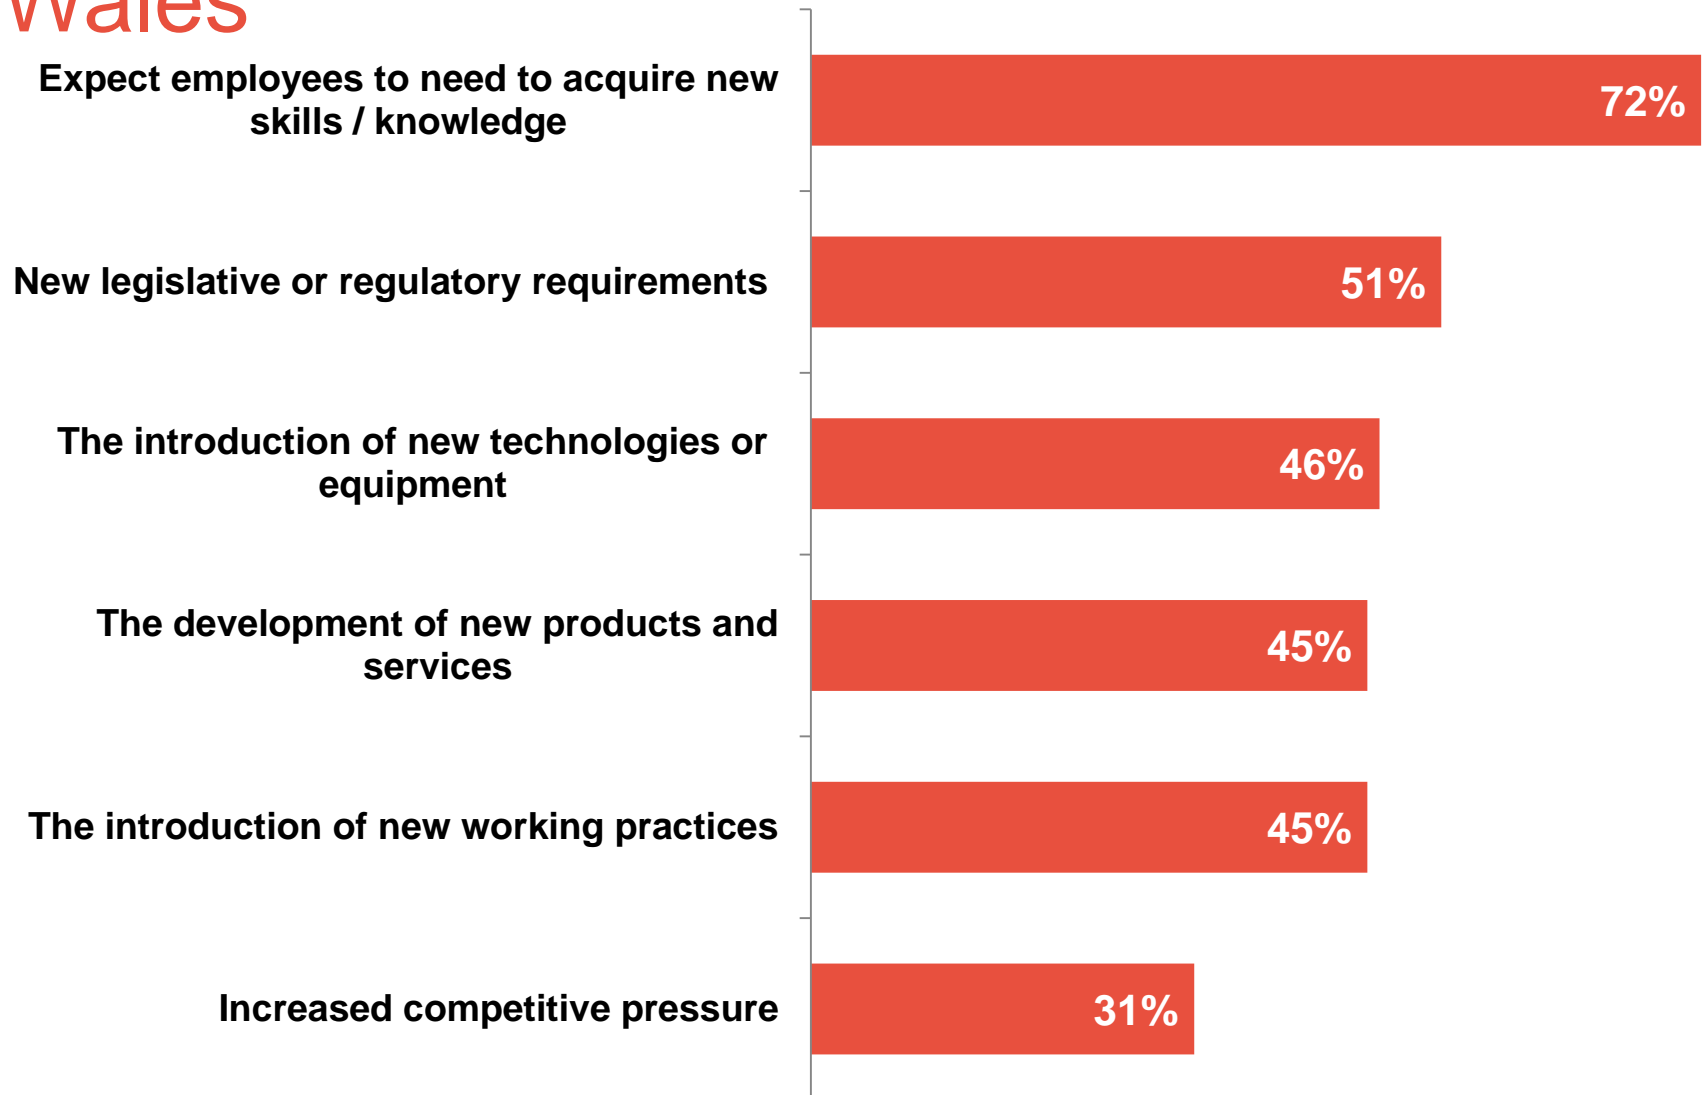 Wales
Expect employees to need to acquire new
skills / knowledge
72%
New legislative or regulatory requirements
51%
The introduction of new technologies or
equipment
46%
The development of new products and
services
45%
The introduction of new working practices
45%
Increased competitive pressure
31%